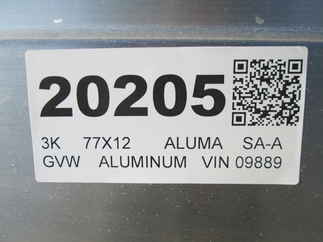 20205
3K 77X12 ALUMA SA-A
GVW ALUMINUM VIN 09889